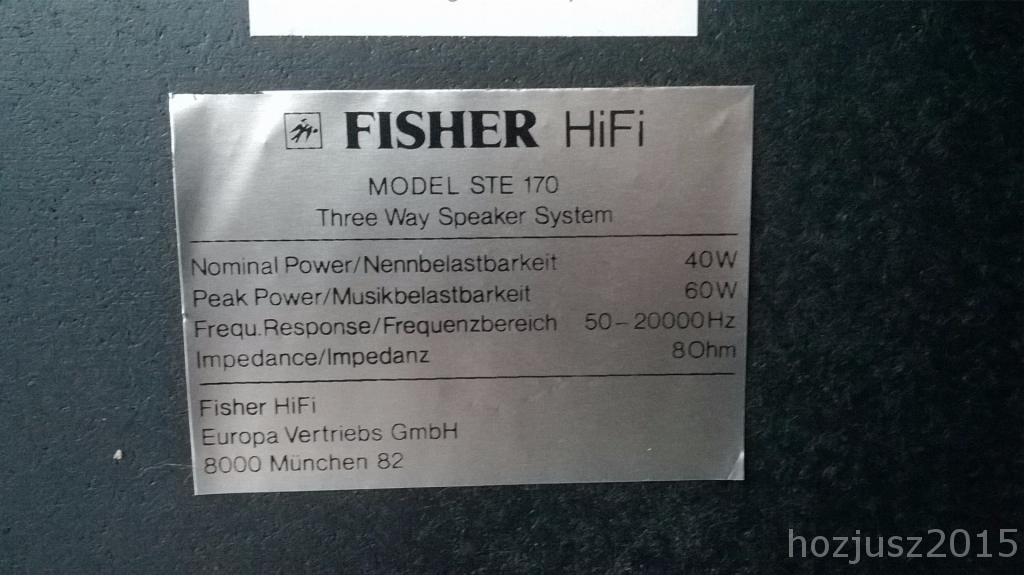 FISHER HiFi
MODEL STE 170
Three Way Speaker System
Nominal Power/Nennbelastbarkeit 40W
Peak Power/Musikbelastbarkeit 60W
Frequ.Response/Frequenzbereich 50-20000Hz
Impedance/Impedanz 8Ohm
Fisher HiFi
Europa Vertriebs GmbH
8000 München 82
hozjusz2015